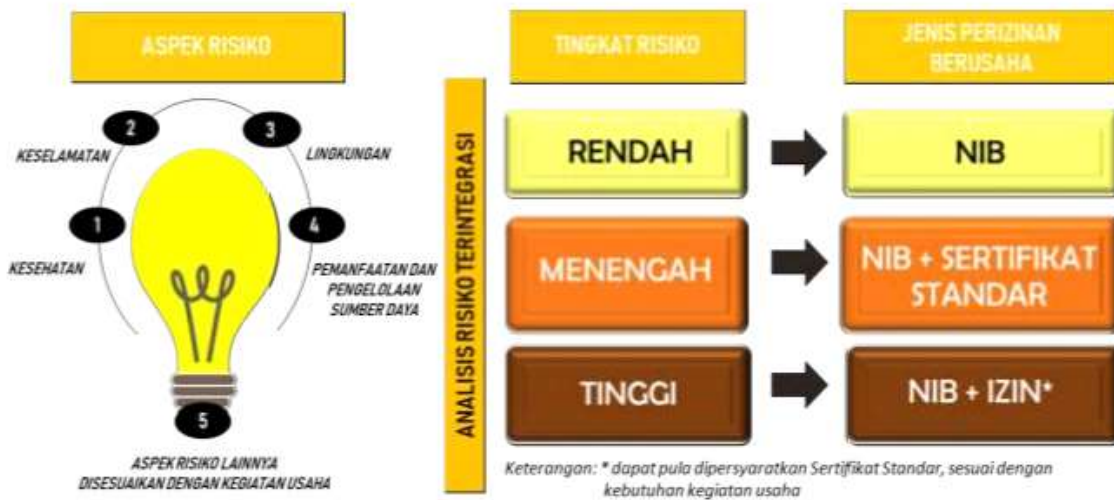 ASPEK RISIKO
2
3
KESELAMATAN
LINGKUNGAN
1
4
KESEHATAN
PEMANFAATAN DAN
PENGELOLAAN
SUMBER DAYA
5
ASPEK RISIKO LAINNYA
DISESUAIKAN DENGAN KEGIATAN USAHA
ANALISIS RISIKO TERINTEGRASI
TINGKAT RISIKO
JENIS PERIZINAN
BERUSAHA
RENDAH
NIB
MENENGAH
NIB + SERTIFIKAT
STANDAR
TINGGI
NIB + IZIN*
Keterangan: * dapat pula dipersyaratkan Sertifikat Standar, sesuai dengan
kebutuhan kegiatan usaha